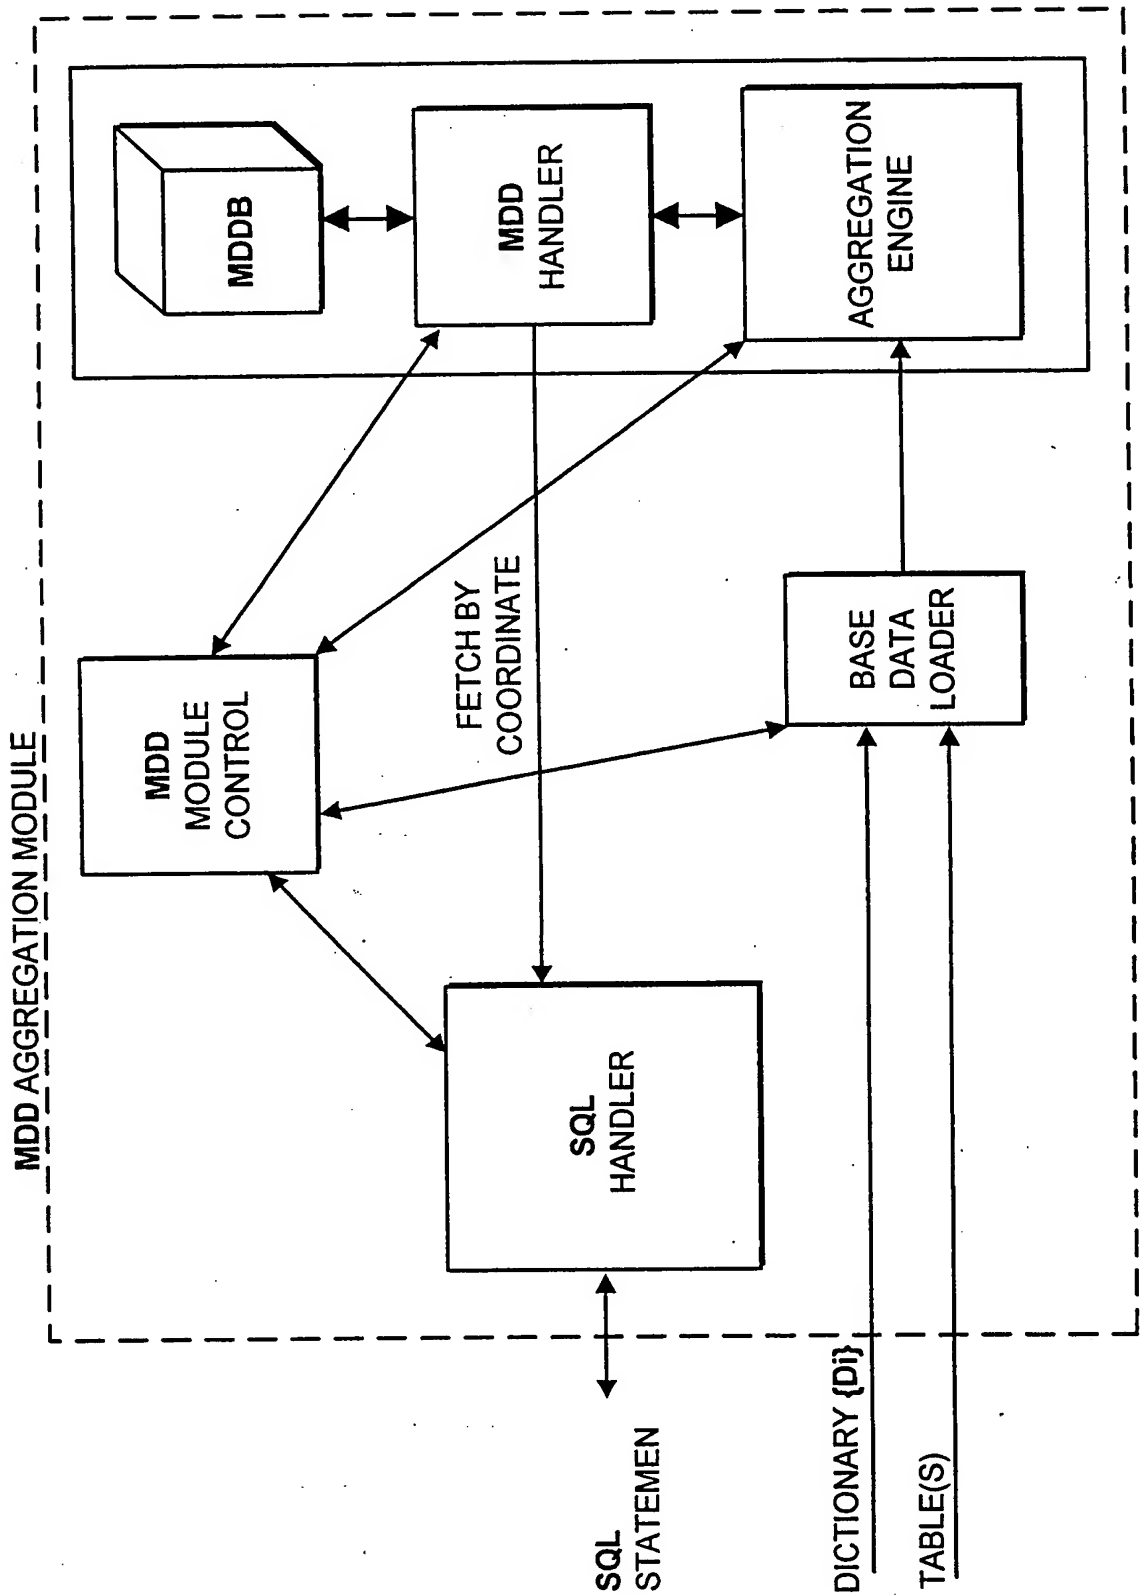 MDD AGGREGATION MODULE
MDD
MODULE
CONTROL
MDDB
MDD
HANDLER
AGGREGATION
ENGINE
FETCH BY
COORDINATE
SQL
HANDLER
BASE
DATA
LOADER
SQL
STATEMEN
DICTIONARY {Di}
TABLE(S)